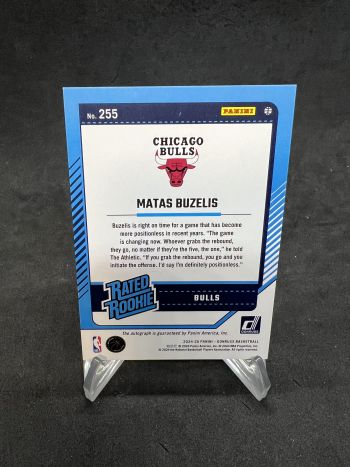 No. 255
PANINI
CHICAGO
BULLS
MATAS BUZELIS
Buzelis is right on time for a game that has become
more positionless in recent years. "The game
is changing now. Whoever grabs the rebound,
they go, no matter if they're the five, the one," he told
The Athletic. "If you grab the rebound, you go and you
initiate the offense. I'd say I'm definitely positionless."
RATED
ROOKIE
BULLS
The autograph is guaranteed by Panini America, Inc.
DONRUSS
2024-25 PANINI - DONRUSS BASKETBALL